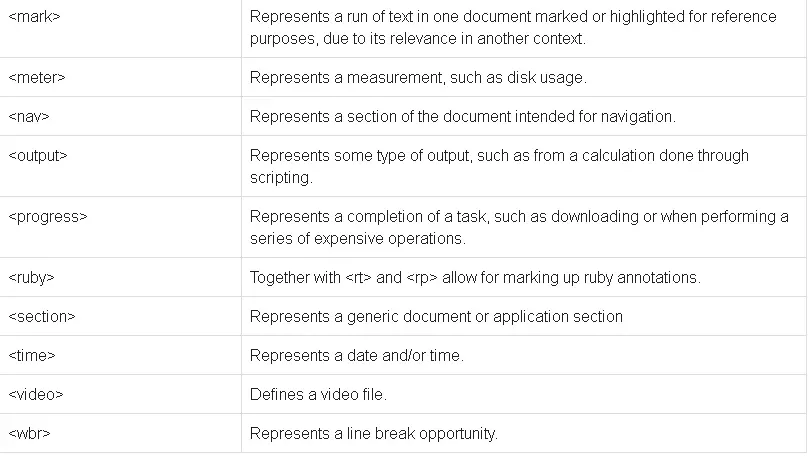 <mark> Represents a run of text in one document marked or highlighted for reference
purposes, due to its relevance in another context.
<meter> Represents a measurement, such as disk usage.
<nav> Represents a section of the document intended for navigation.
<output> Represents some type of output, such as from a calculation done through
scripting.
<progress> Represents a completion of a task, such as downloading or when performing a
series of expensive operations.
<ruby> Together with <rt> and <rp> allow for marking up ruby annotations.
<section> Represents a generic document or application section
<time> Represents a date and/or time.
<video> Defines a video file.
<wbr> Represents a line break opportunity.